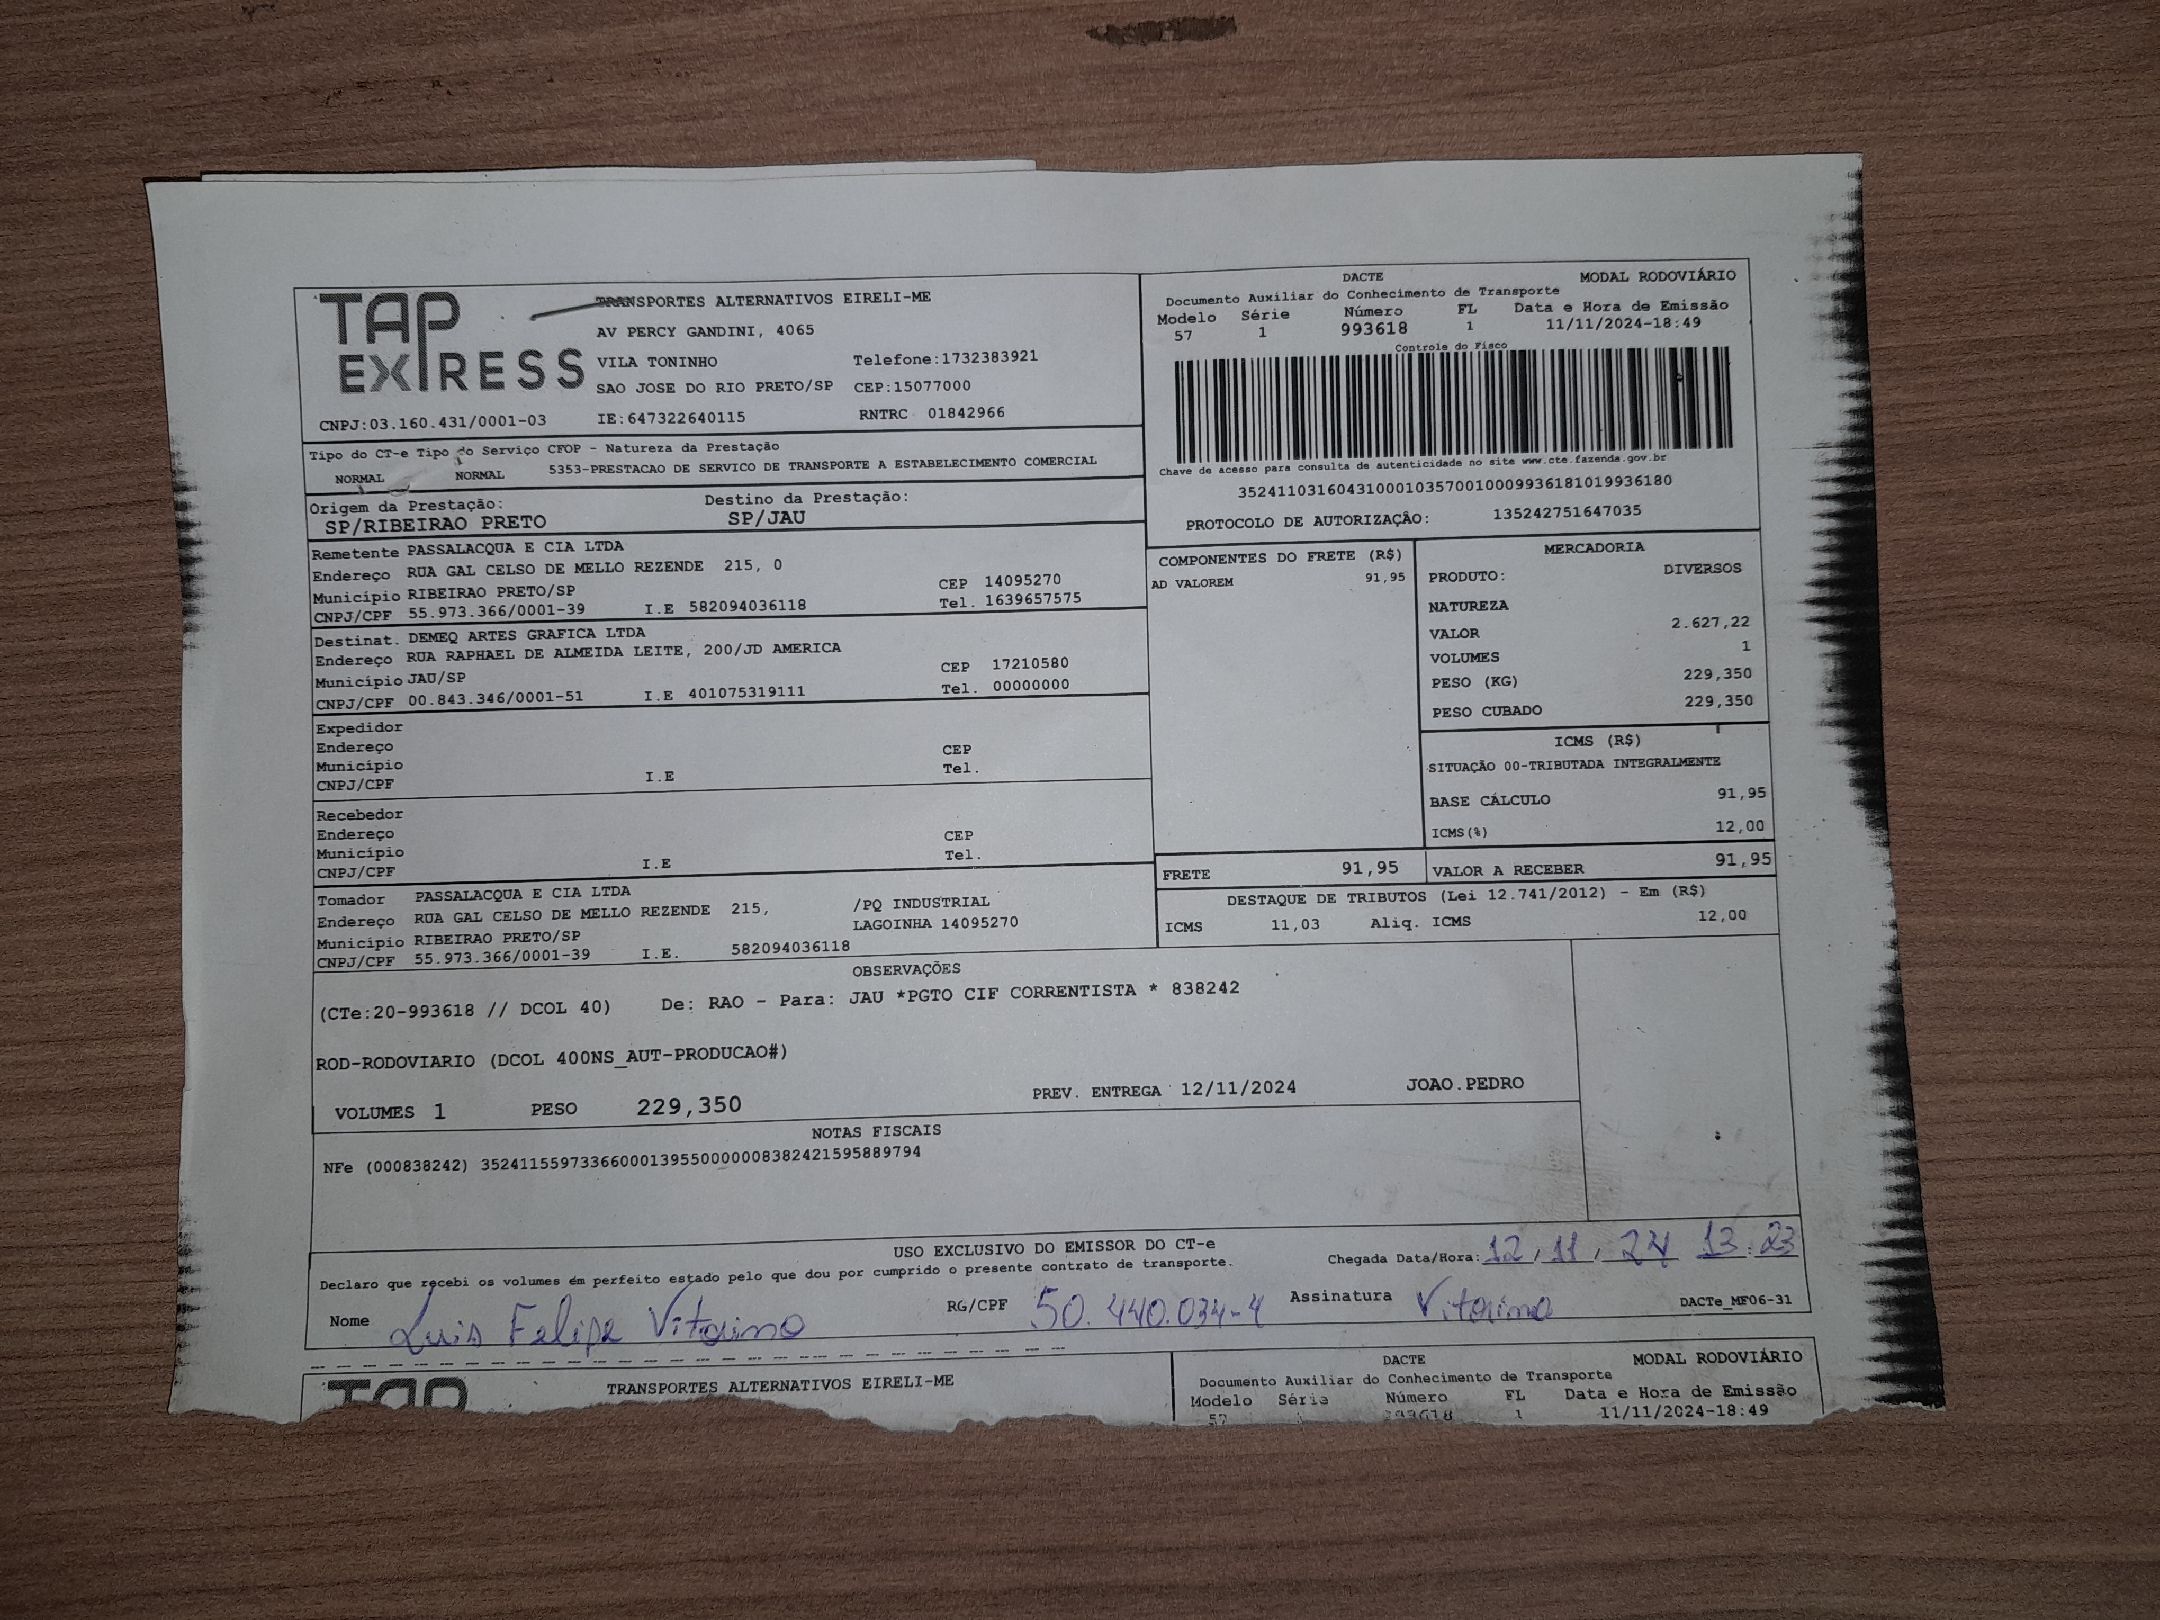 TAP
EXPRESS
TRANSPORTES ALTERNATIVOS EIRELI-ME
AV PERCY GANDINI, 4065
VILA TONINHO Telefone:1732383921
SAO JOSE DO RIO PRETO/SP CEP:15077000
CNPJ:03.160.431/0001-03 IE:647322640115 RNTRC 01842966
DACTE MODAL RODOVIÁRIO
Documento Auxiliar do Conhecimento de Transporte
Modelo Série Número FL Data e Hora de Emissão
57 1 993618 1 11/11/2024-18:49
Controle do Fisco
Chave de acesso para consulta de autenticidade no site www.cte.fazenda.gov.br
35241103160431000103570010009936181019936180
PROTOCOLO DE AUTORIZAÇÃO: 135242751647035
Tipo do CT-e Tipo do Serviço CFOP - Natureza da Prestação
NORMAL NORMAL 5353-PRESTACAO DE SERVICO DE TRANSPORTE A ESTABELECIMENTO COMERCIAL
Origem da Prestação: Destino da Prestação:
SP/RIBEIRAO PRETO SP/JAU
Remetente PASSALACQUA E CIA LTDA
Endereço RUA GAL CELSO DE MELLO REZENDE 215, 0
Município RIBEIRAO PRETO/SP CEP 14095270
CNPJ/CPF 55.973.366/0001-39 I.E 582094036118 Tel. 1639657575
Destinat. DEMEQ ARTES GRAFICA LTDA
Endereço RUA RAPHAEL DE ALMEIDA LEITE, 200/JD AMERICA
Município JAU/SP CEP 17210580
CNPJ/CPF 00.843.346/0001-51 I.E 401075319111 Tel. 00000000
Expedidor
Endereço CEP
Município Tel.
CNPJ/CPF I.E
Recebedor
Endereço CEP
Município Tel.
CNPJ/CPF I.E
Tomador PASSALACQUA E CIA LTDA
Endereço RUA GAL CELSO DE MELLO REZENDE 215, /PQ INDUSTRIAL
LAGOINHA 14095270
Município RIBEIRAO PRETO/SP
CNPJ/CPF 55.973.366/0001-39 I.E. 582094036118
COMPONENTES DO FRETE (R$)
AD VALOREM 91,95
MERCADORIA
PRODUTO: DIVERSOS
NATUREZA
VALOR 2.627,22
VOLUMES 1
PESO (KG) 229,350
PESO CUBADO 229,350
ICMS (R$)
SITUAÇÃO 00-TRIBUTADA INTEGRALMENTE
BASE CÁLCULO 91,95
ICMS(%) 12,00
FRETE 91,95 VALOR A RECEBER 91,95
DESTAQUE DE TRIBUTOS (Lei 12.741/2012) - Em (R$)
ICMS 11,03 Aliq. ICMS 12,00
OBSERVAÇÕES
(CTe:20-993618 // DCOL 40) De: RAO - Para: JAU *PGTO CIF CORRENTISTA * 838242
ROD-RODOVIARIO (DCOL 400NS_AUT-PRODUCAO#)
VOLUMES 1 PESO 229,350 PREV. ENTREGA 12/11/2024 JOAO.PEDRO
NOTAS FISCAIS
NFe (000838242) 35241155973366000139550000008382421595889794
USO EXCLUSIVO DO EMISSOR DO CT-e
Chegada Data/Hora: 12/11/24 13:23
Declaro que recebi os volumes em perfeito estado pelo que dou por cumprido o presente contrato de transporte.
Nome Luis Felipe Vitorino RG/CPF 50.440.034-4 Assinatura Vitorino DACTe_MF06-31
TAP
TRANSPORTES ALTERNATIVOS EIRELI-ME
DACTE MODAL RODOVIÁRIO
Documento Auxiliar do Conhecimento de Transporte
Modelo Série Número FL Data e Hora de Emissão
57 993618 1 11/11/2024-18:49